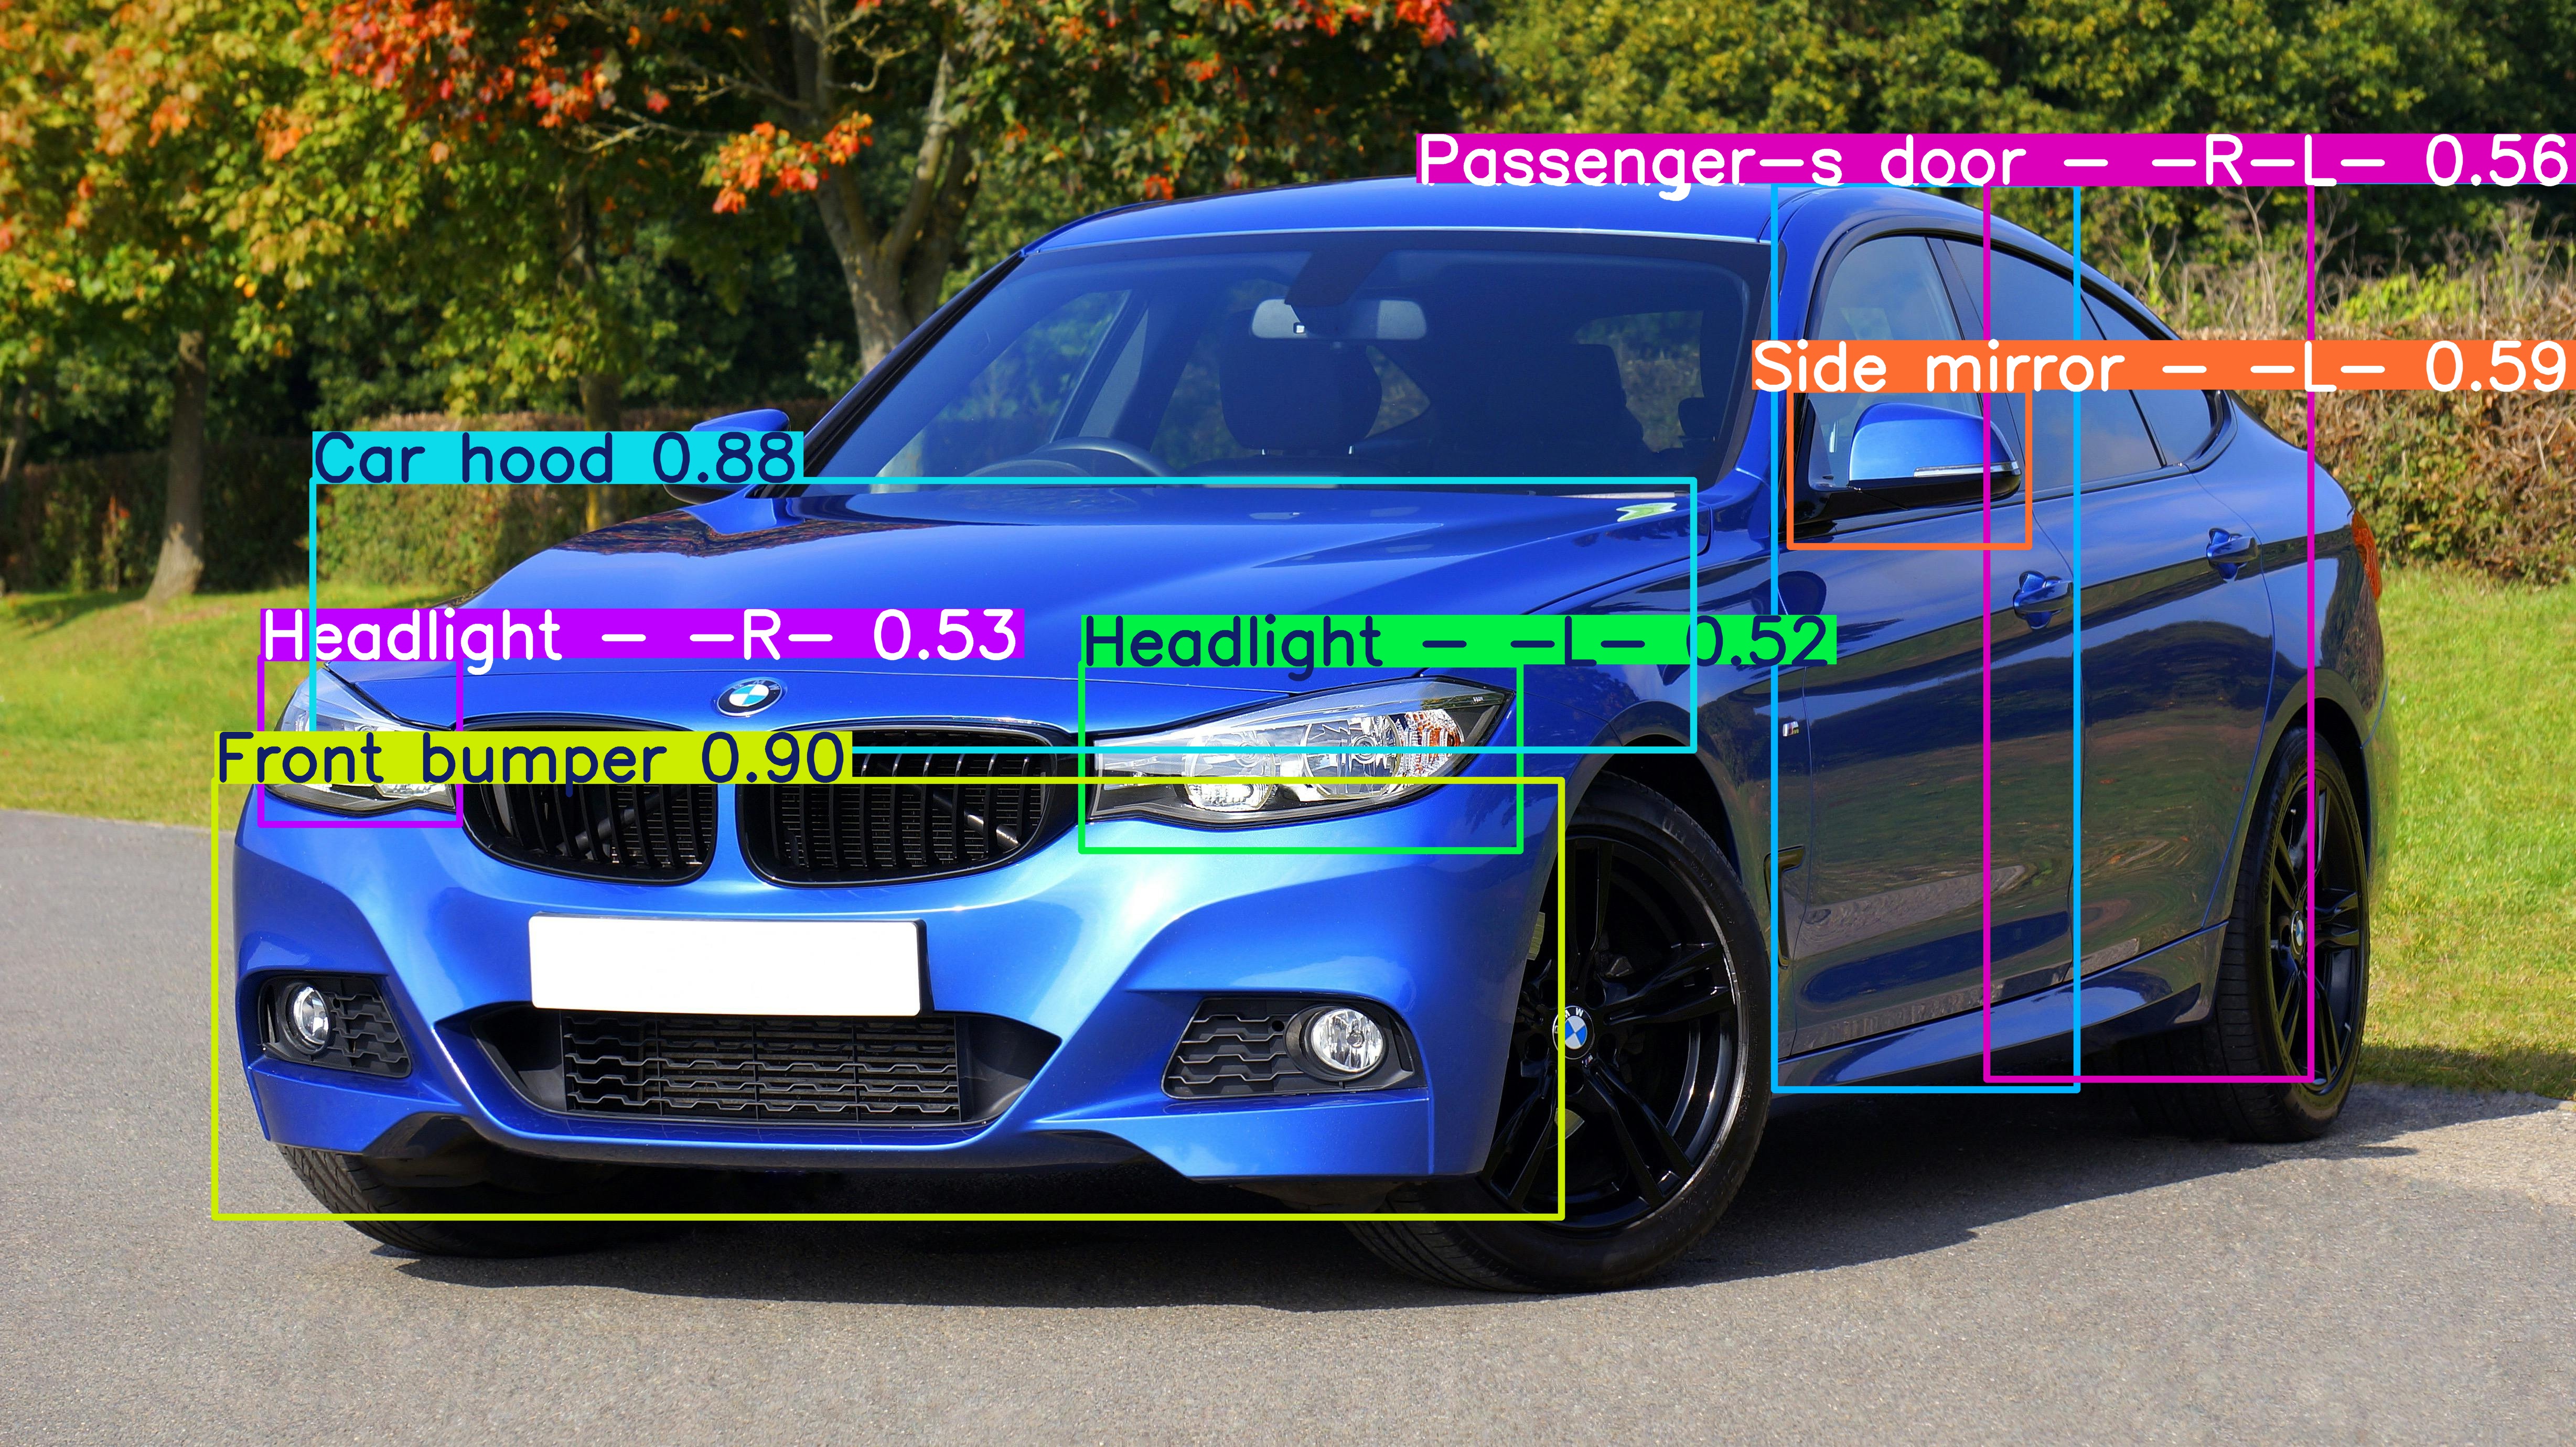 Passenger-s door - -R-L- 0.56
Side mirror - -L- 0.59
Car hood 0.88
Headlight - -R- 0.53
Headlight - -L- 0.52
Front bumper 0.90